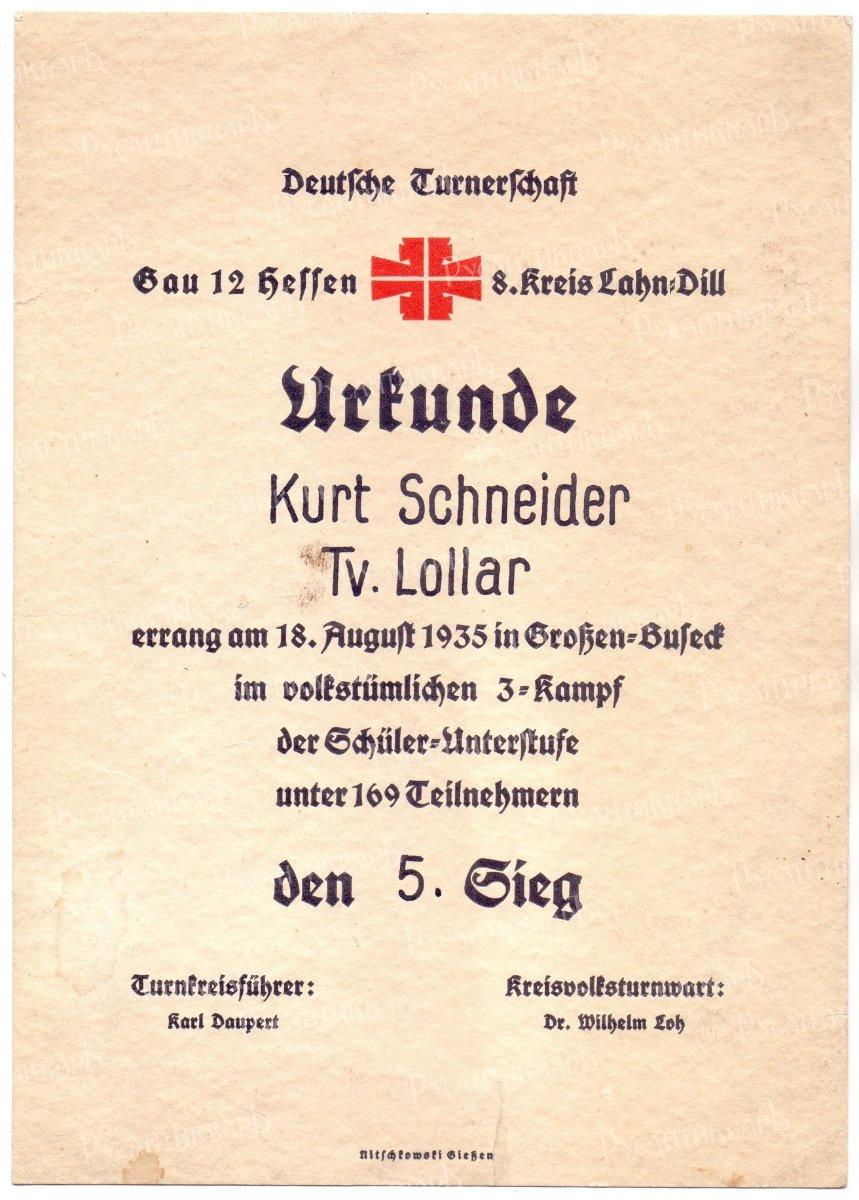 Deutsche Turnerschaft
Gau 12 Hessen 8. Kreis Lahn-Dill
Urkunde
Kurt Schneider
Tv. Lollar
errang am 18. August 1935 in Großen-Buseck
im volkstümlichen 3-Kampf
der Schüler-Unterstufe
unter 169 Teilnehmern
den 5. Sieg
Turnkreisführer: Kreisvolksturnwart:
Karl Daupert Dr. Wilhelm Loh
Nitschkowski Gießen